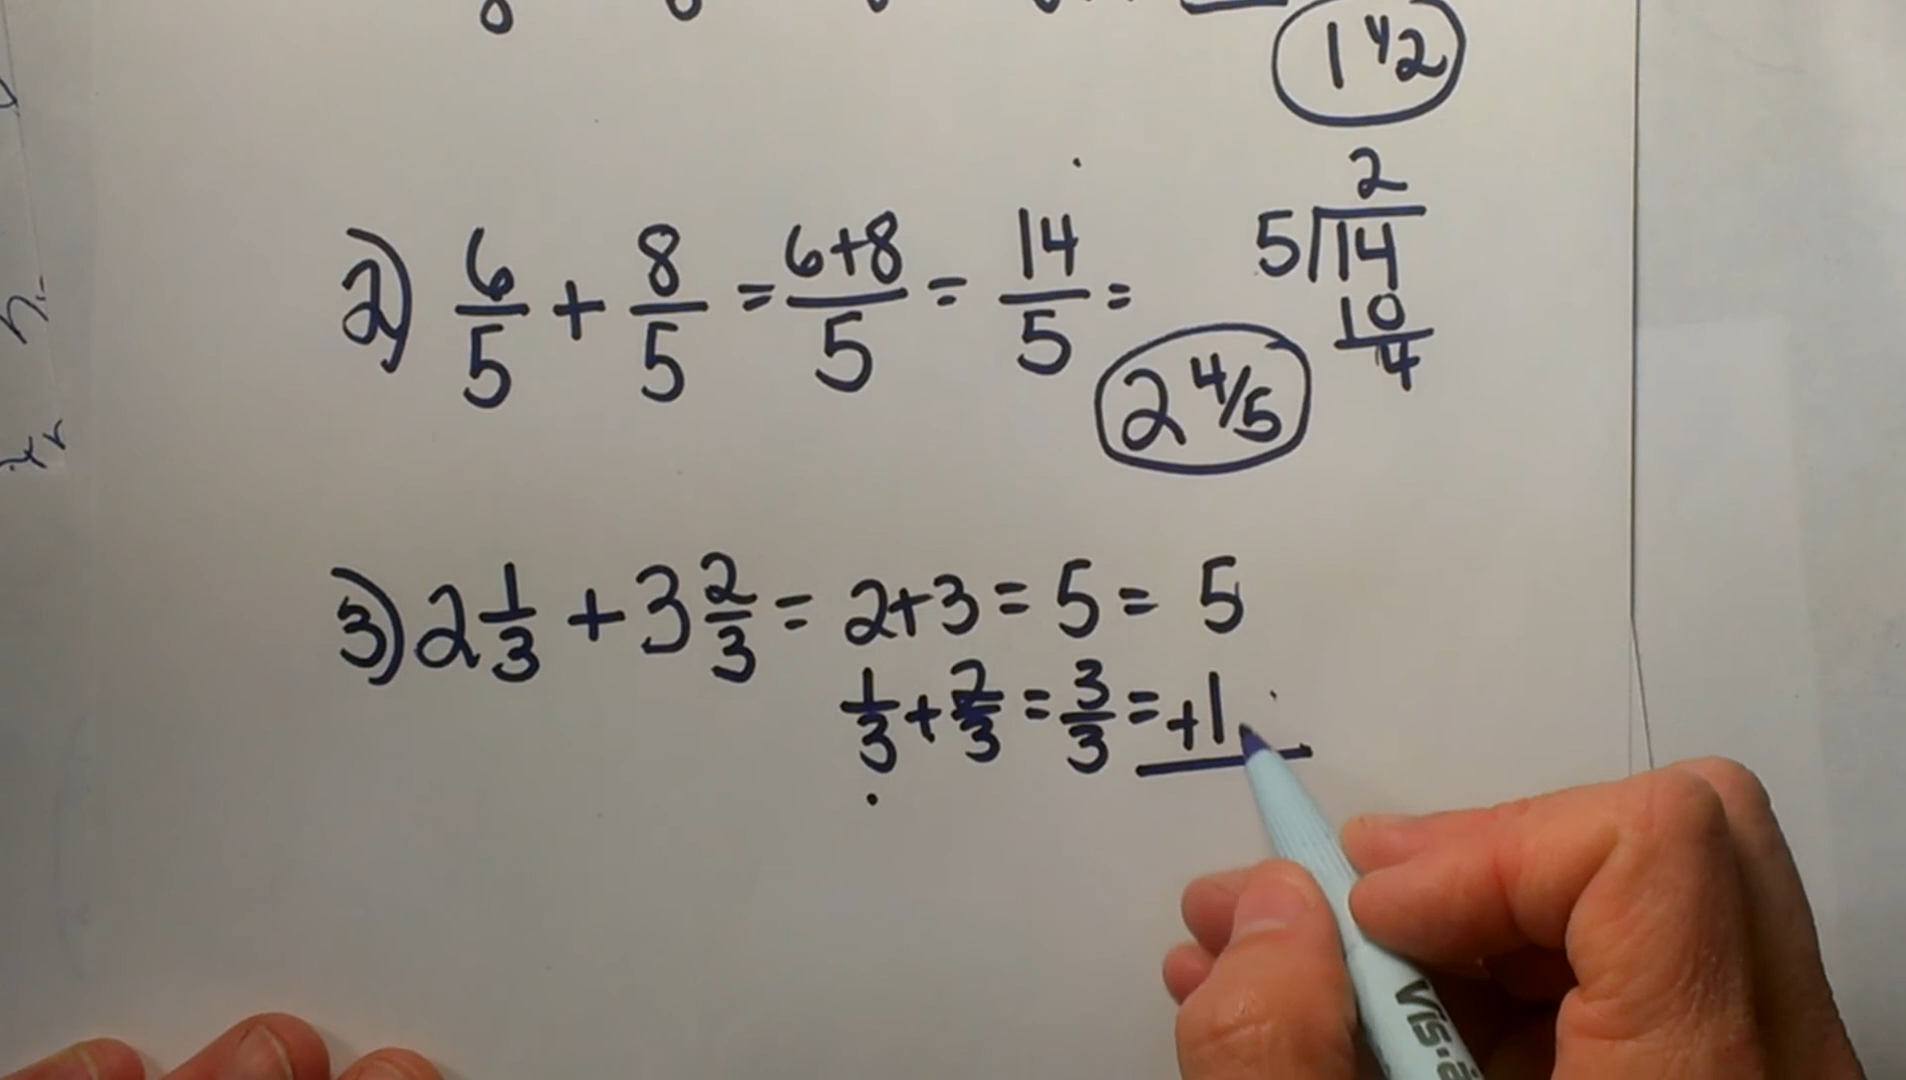 1 1/2
2) 6/5 + 8/5 = 6+8/5 = 14/5 =
2 4/5
2
5)14
10
4
3) 2 1/3 + 3 2/3 = 2+3 = 5 = 5
1/3 + 2/3 = 3/3 = +1
Vis-à